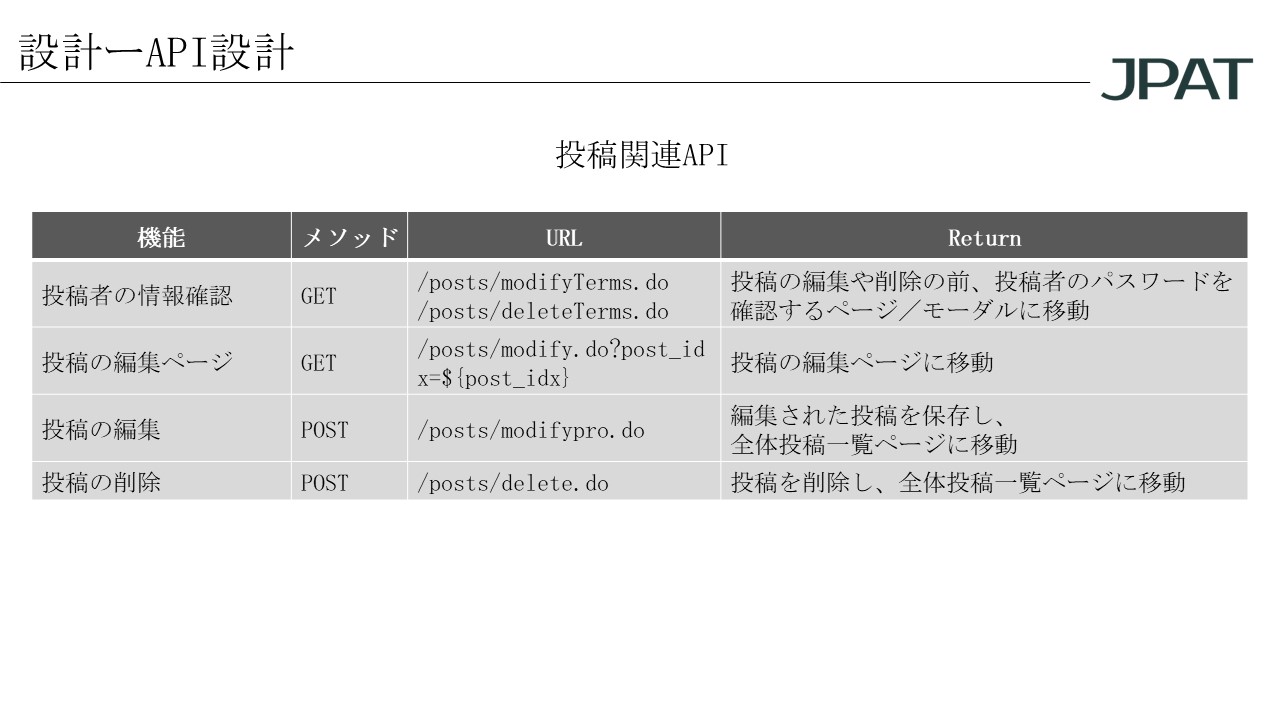 設計ーAPI設計
JPAT
投稿関連API
機能 メソッド URL Return
投稿者の情報確認 GET /posts/modifyTerms.do
/posts/deleteTerms.do 投稿の編集や削除の前、投稿者のパスワードを
確認するページ／モーダルに移動
投稿の編集ページ GET /posts/modify.do?post_id
x=${post_idx} 投稿の編集ページに移動
投稿の編集 POST /posts/modifypro.do 編集された投稿を保存し、
全体投稿一覧ページに移動
投稿の削除 POST /posts/delete.do 投稿を削除し、全体投稿一覧ページに移動